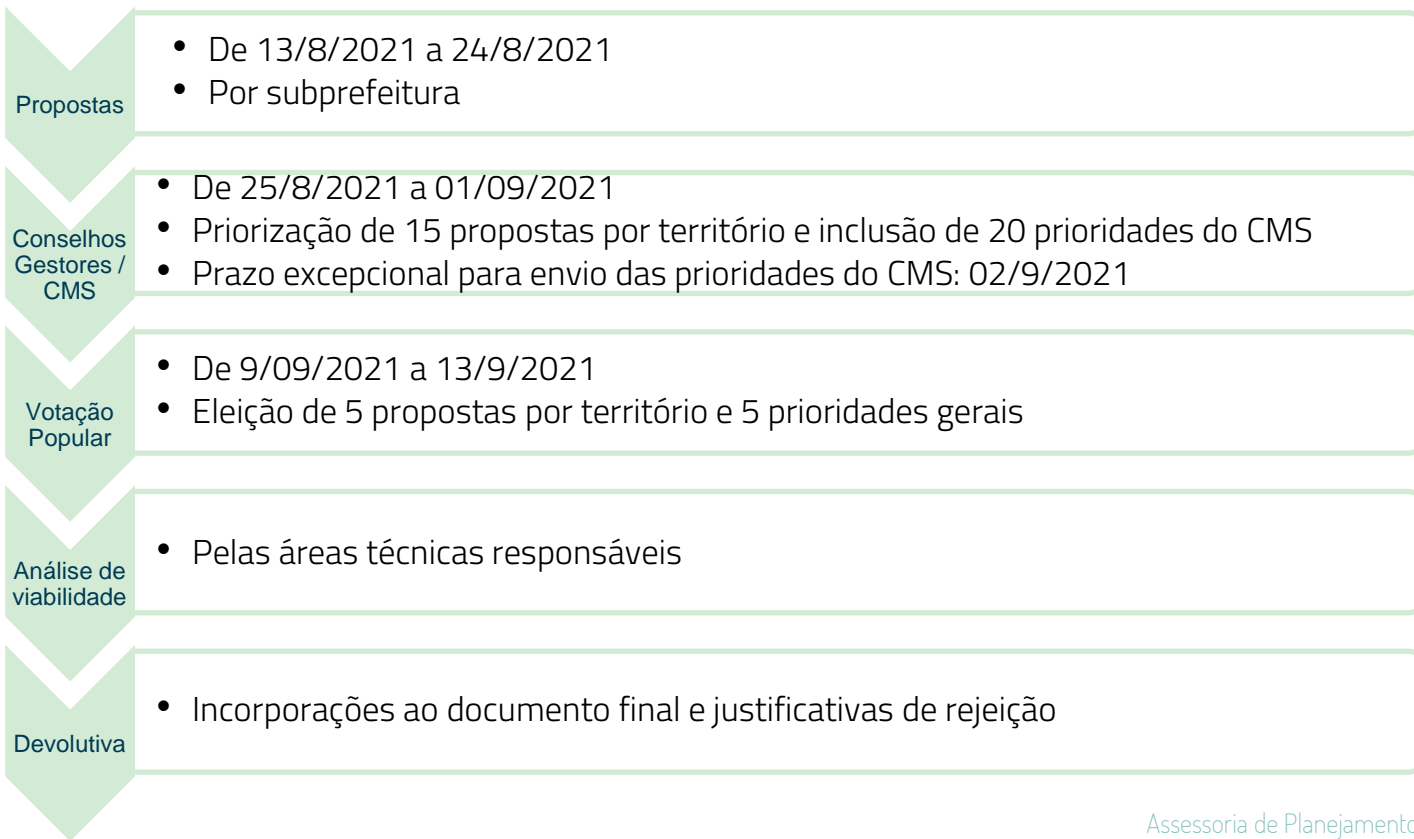 Propostas
• De 13/8/2021 a 24/8/2021
• Por subprefeitura
Conselhos
Gestores /
CMS
• De 25/8/2021 a 01/09/2021
• Priorização de 15 propostas por território e inclusão de 20 prioridades do CMS
• Prazo excepcional para envio das prioridades do CMS: 02/9/2021
Votação
Popular
• De 9/09/2021 a 13/9/2021
• Eleição de 5 propostas por território e 5 prioridades gerais
Análise de
viabilidade
• Pelas áreas técnicas responsáveis
Devolutiva
• Incorporações ao documento final e justificativas de rejeição
Assessoria de Planejamento